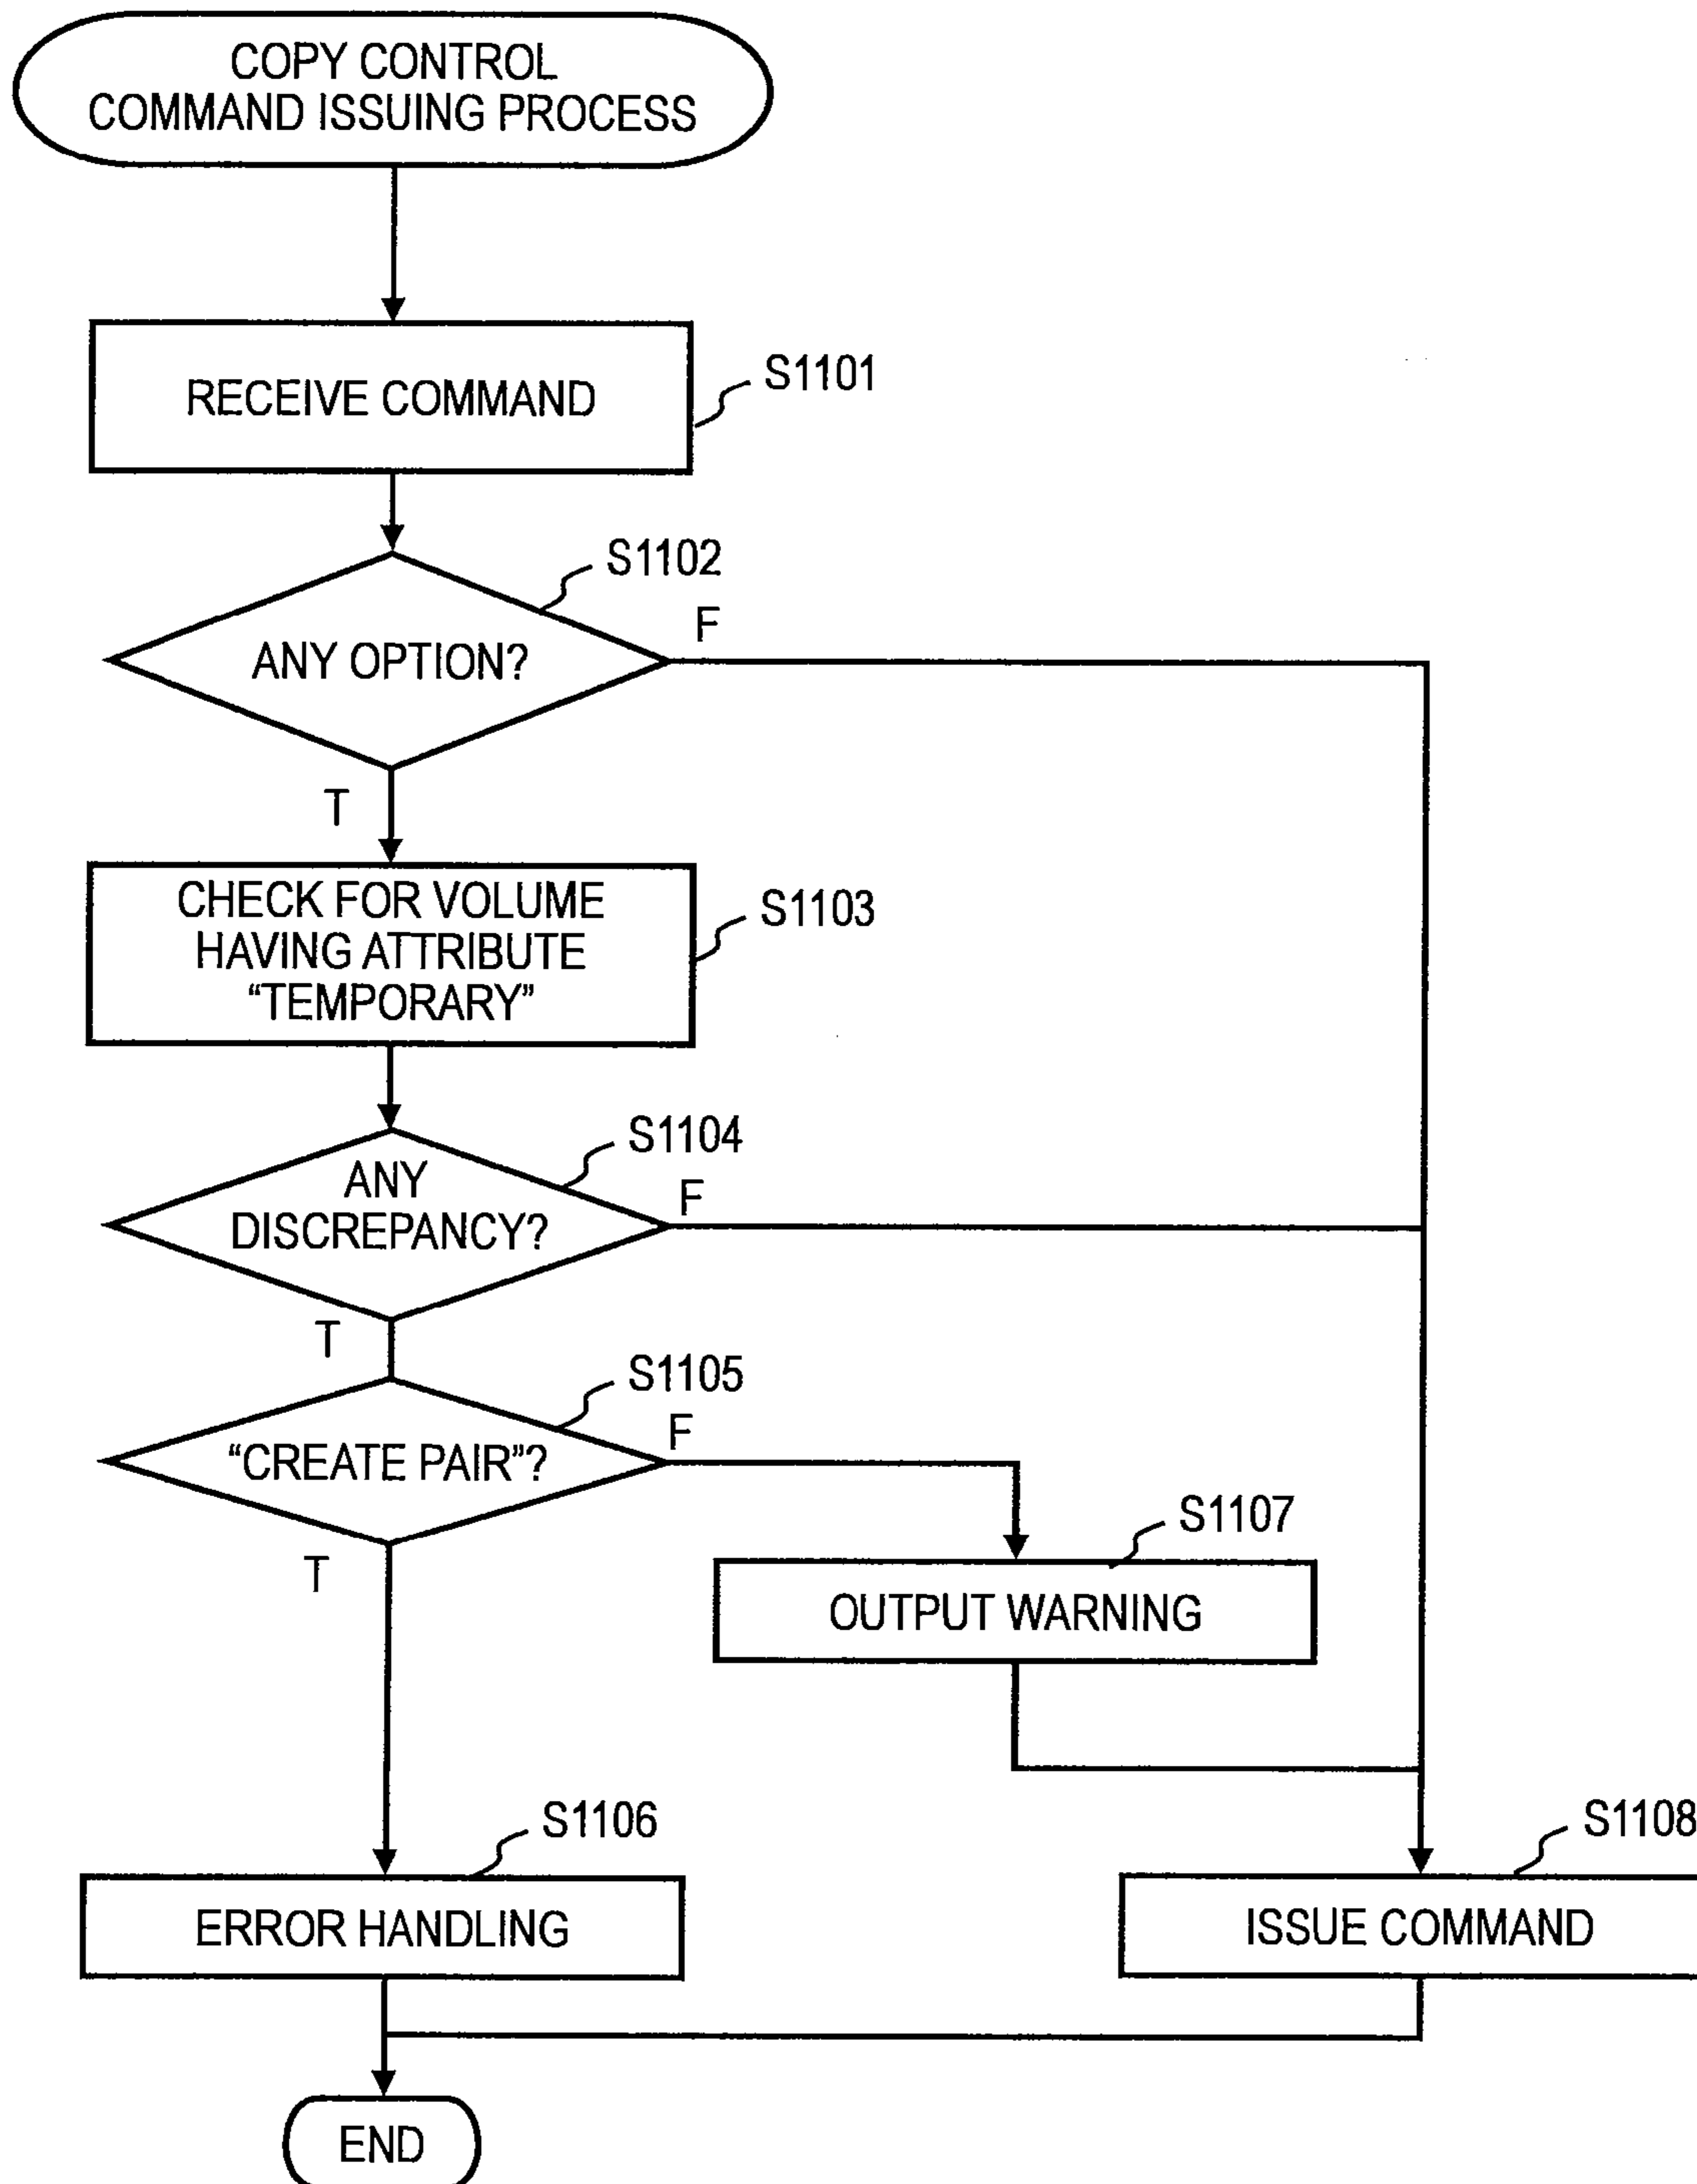 COPY CONTROL
COMMAND ISSUING PROCESS
RECEIVE COMMAND
S1101
S1102
ANY OPTION?
F
T
CHECK FOR VOLUME
HAVING ATTRIBUTE
“TEMPORARY”
S1103
S1104
ANY
DISCREPANCY?
F
T
S1105
“CREATE PAIR”?
F
T
S1107
OUTPUT WARNING
S1106
ERROR HANDLING
S1108
ISSUE COMMAND
END